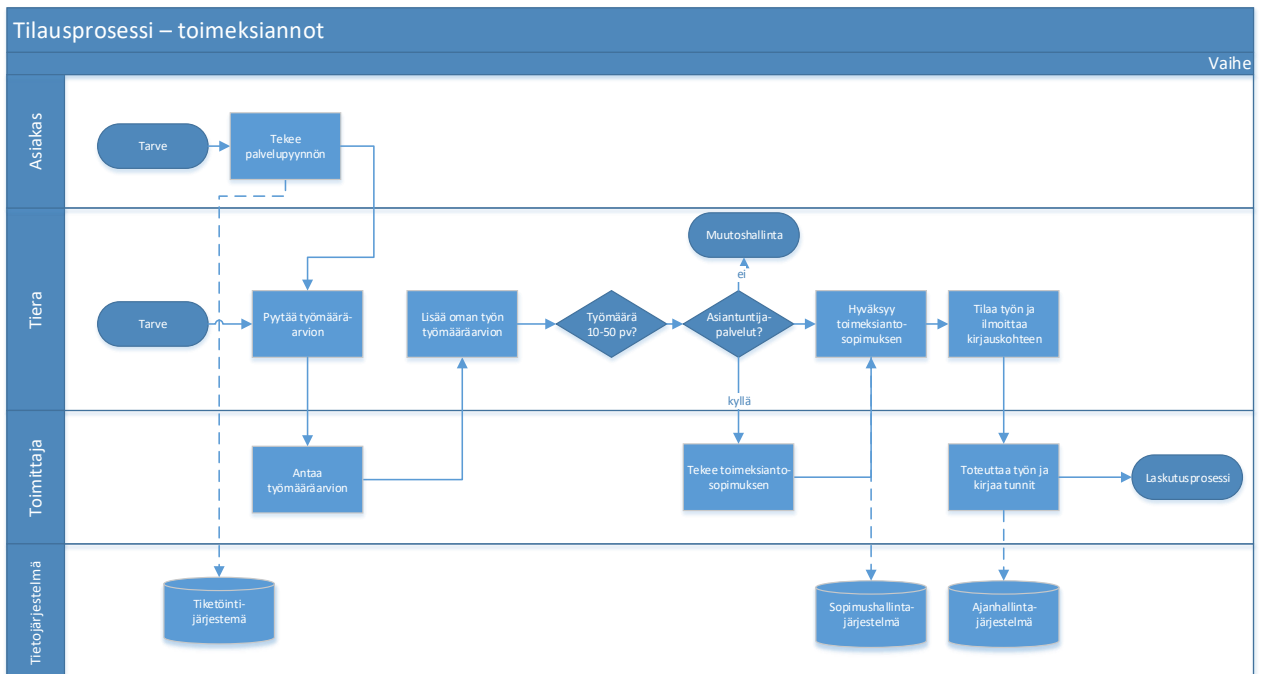 Tilausprosessi – toimeksiannot
Vaihe
Asiakas
Tarve
Tekee
palvelupyynnön
Tiera
Tarve
Pyytää työmäärä-
arvion
Lisää oman työn
työmääräarvion
Työmäärä
10-50 pv?
Muutoshallinta
ei
Asiantuntija-
palvelut?
kyllä
Hyväksyy
toimeksianto-
sopimuksen
Tilaa työn ja
ilmoittaa
kirjauskohteen
Toimittaja
Antaa
työmääräarvion
Tekee toimeksianto-
sopimuksen
Toteuttaa työn ja
kirjaa tunnit
Laskutusprosessi
Tietojärjestelmä
Tiketöinti-
järjestemä
Sopimushallinta-
järjestelmä
Ajanhallinta-
järjestelmä